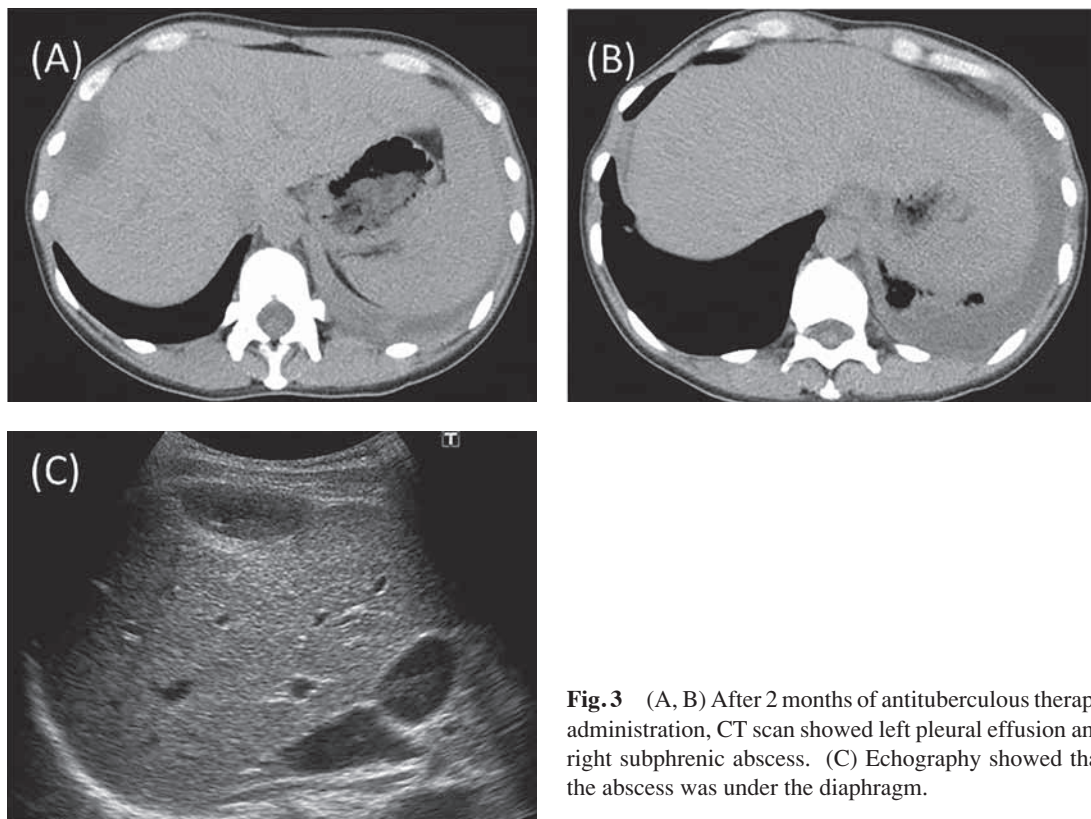 (A)
(B)
(C)
T
Fig. 3 (A, B) After 2 months of antituberculous therap
administration, CT scan showed left pleural effusion an
right subphrenic abscess. (C) Echography showed tha
the abscess was under the diaphragm.